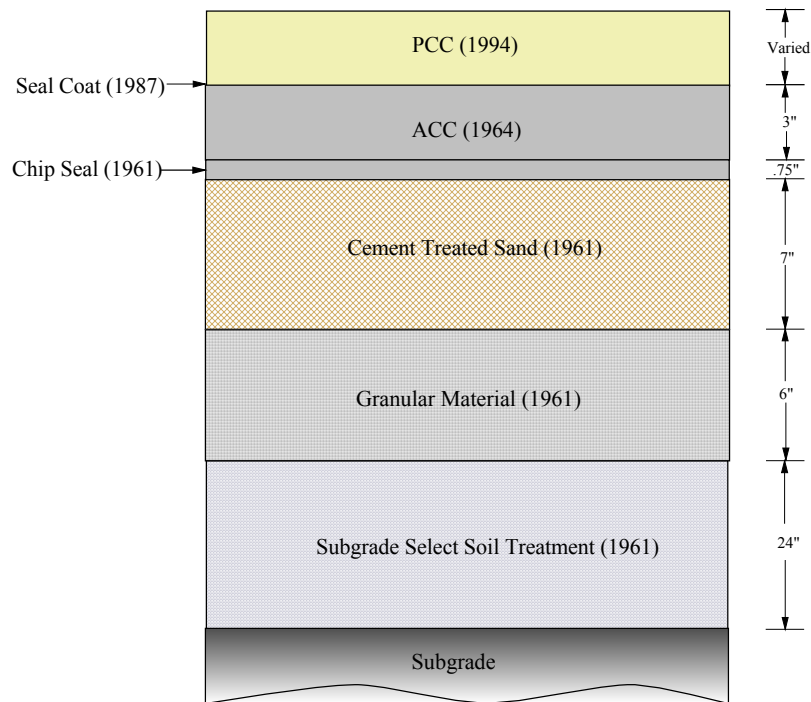 PCC (1994)
Varied
Seal Coat (1987)
ACC (1964)
3"
Chip Seal (1961)
.75"
Cement Treated Sand (1961)
7"
Granular Material (1961)
6"
Subgrade Select Soil Treatment (1961)
24"
Subgrade